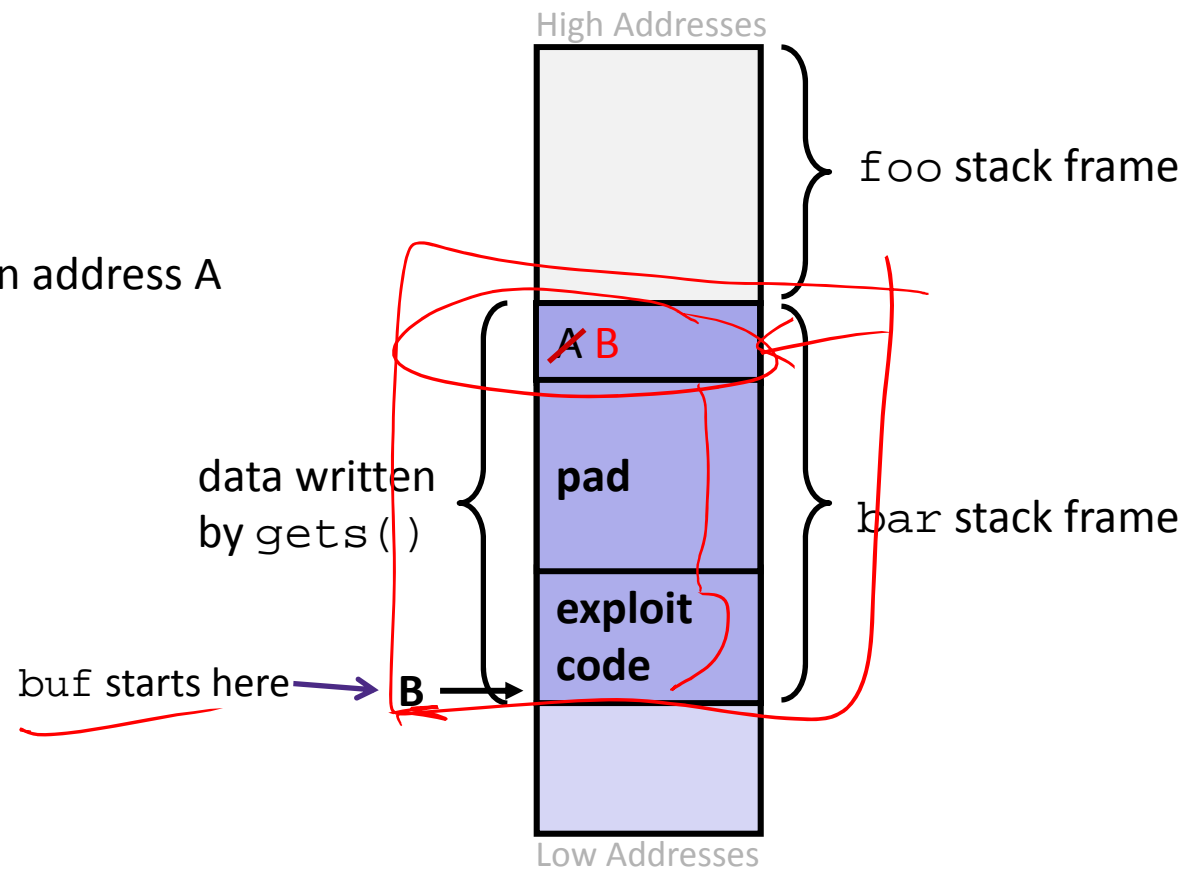 High Addresses
foo stack frame
n address A
A B
data written
by gets()
pad
bar stack frame
exploit
code
buf starts here
B
Low Addresses